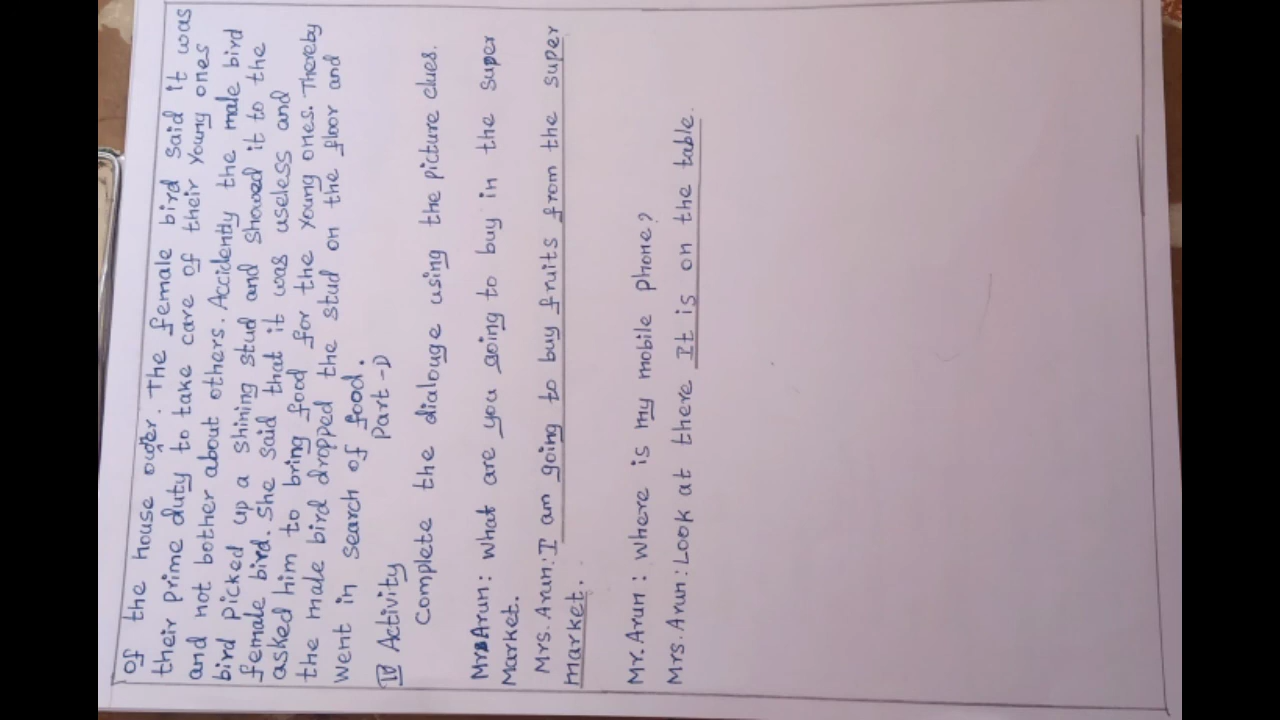 of the house owner. The female bird said it was
their prime duty to take care of their young ones
and not bother about others. Accidently the male bird
bird picked up a shining stud and showed it to the
female bird. She said that it was useless and
asked him to bring food for the young ones. Thereby
the male bird dropped the stud on the floor and
went in search of food.
Part-D
IV Activity
Complete the dialouge using the picture clues.
Mr Arun: What are you going to buy in the super
Market.
Mrs. Arun: I am going to buy fruits from the super
market.
Mr. Arun: Where is my mobile phone?
Mrs. Arun: Look at there It is on the table.